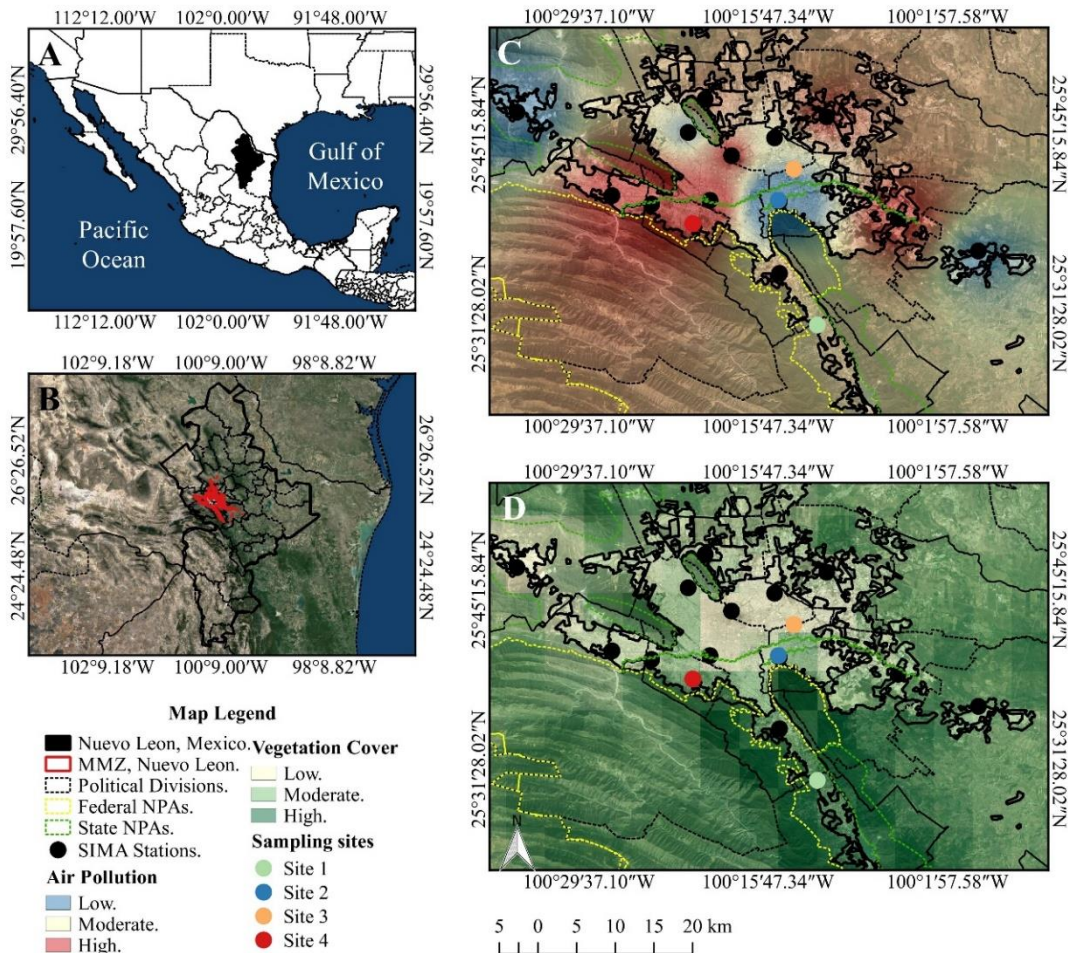 112°12.00′W 102°0.00′W 91°48.00′W
A
29°56.40′N
19°57.60′N
29°56.40′N
19°57.60′N
Gulf of
Mexico
Pacific
Ocean
112°12.00′W 102°0.00′W 91°48.00′W
102°9.18′W 100°9.00′W 98°8.82′W
B
26°26.52′N
24°24.48′N
26°26.52′N
24°24.48′N
102°9.18′W 100°9.00′W 98°8.82′W
Map Legend
Nuevo Leon, Mexico.
MMZ, Nuevo Leon.
Political Divisions.
Federal NPAs.
State NPAs.
SIMA Stations.
Air Pollution
Low.
Moderate.
High.
Vegetation Cover
Low.
Moderate.
High.
Sampling sites
Site 1
Site 2
Site 3
Site 4
100°29′37.10″W 100°15′47.34″W 100°1′57.58″W
C
25°45′15.84″N
25°31′28.02″N
25°45′15.84″N
25°31′28.02″N
100°29′37.10″W 100°15′47.34″W 100°1′57.58″W
100°29′37.10″W 100°15′47.34″W 100°1′57.58″W
D
25°45′15.84″N
25°31′28.02″N
25°45′15.84″N
25°31′28.02″N
N
100°29′37.10″W 100°15′47.34″W 100°1′57.58″W
5 0 5 10 15 20 km